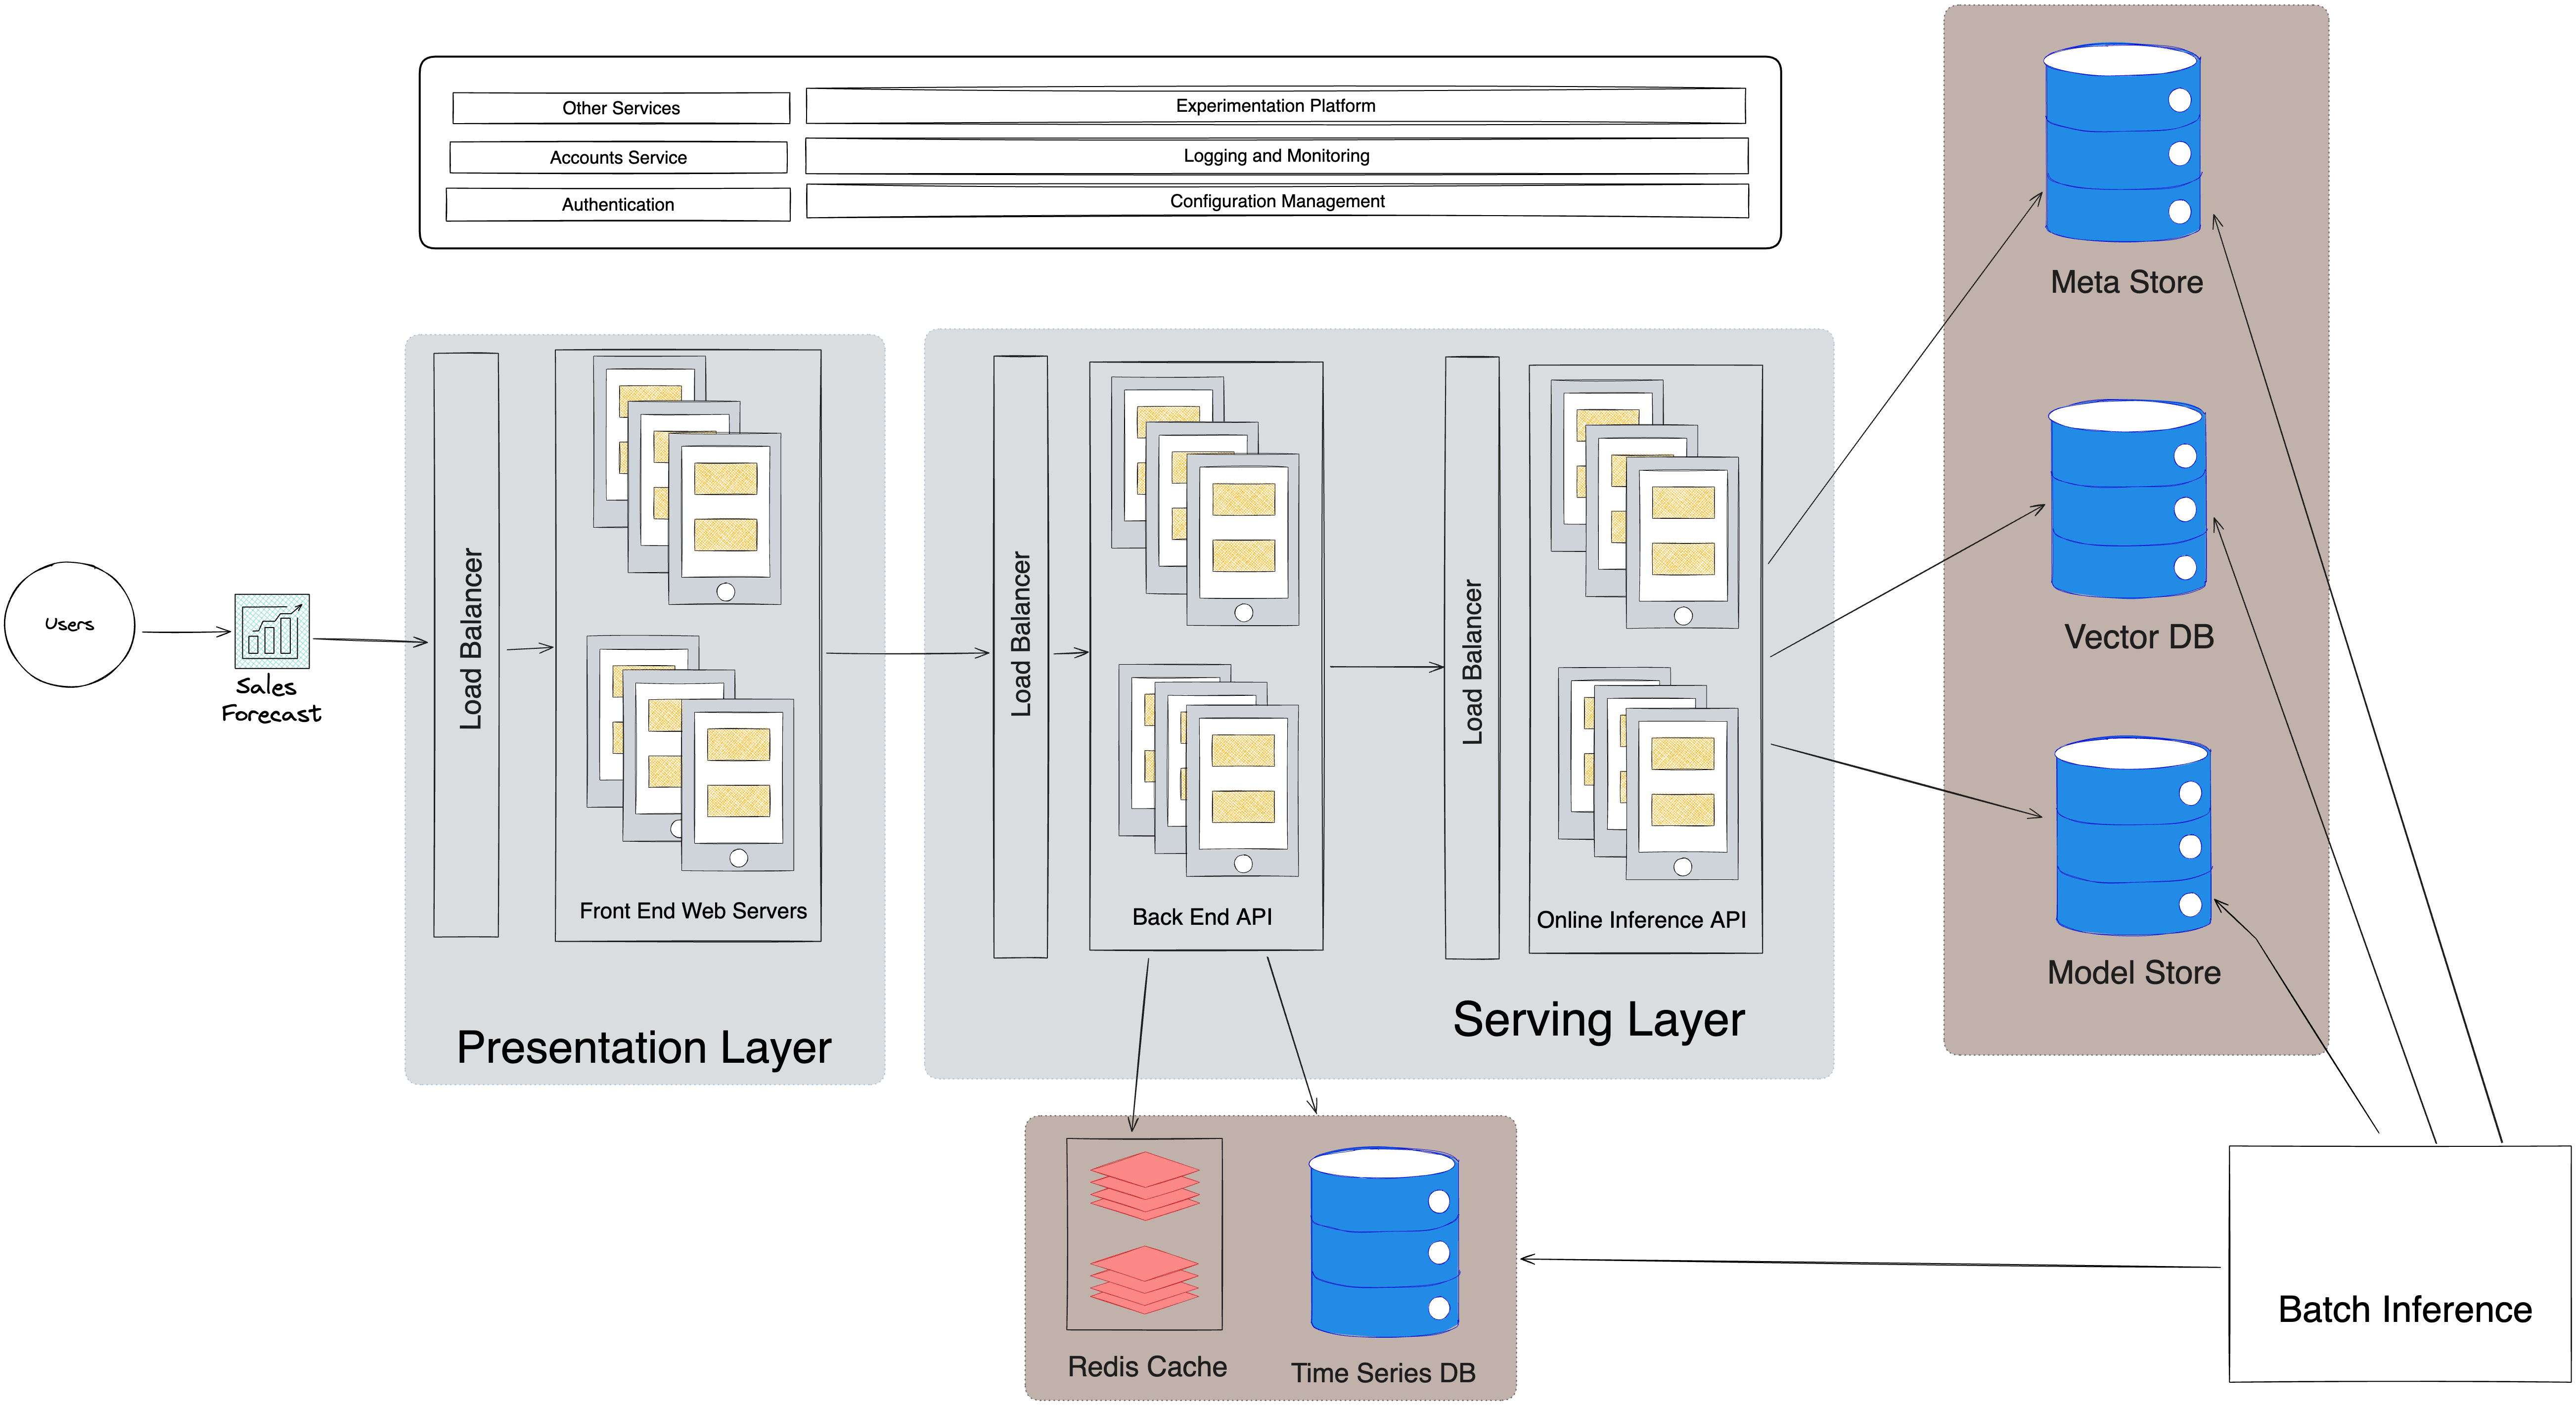 Other Services
Experimentation Platform
Accounts Service
Logging and Monitoring
Authentication
Configuration Management
Meta Store
Users
Sales
Forecast
Load Balancer
Front End Web Servers
Presentation Layer
Load Balancer
Back End API
Load Balancer
Online Inference API
Serving Layer
Vector DB
Model Store
Redis Cache
Time Series DB
Batch Inference